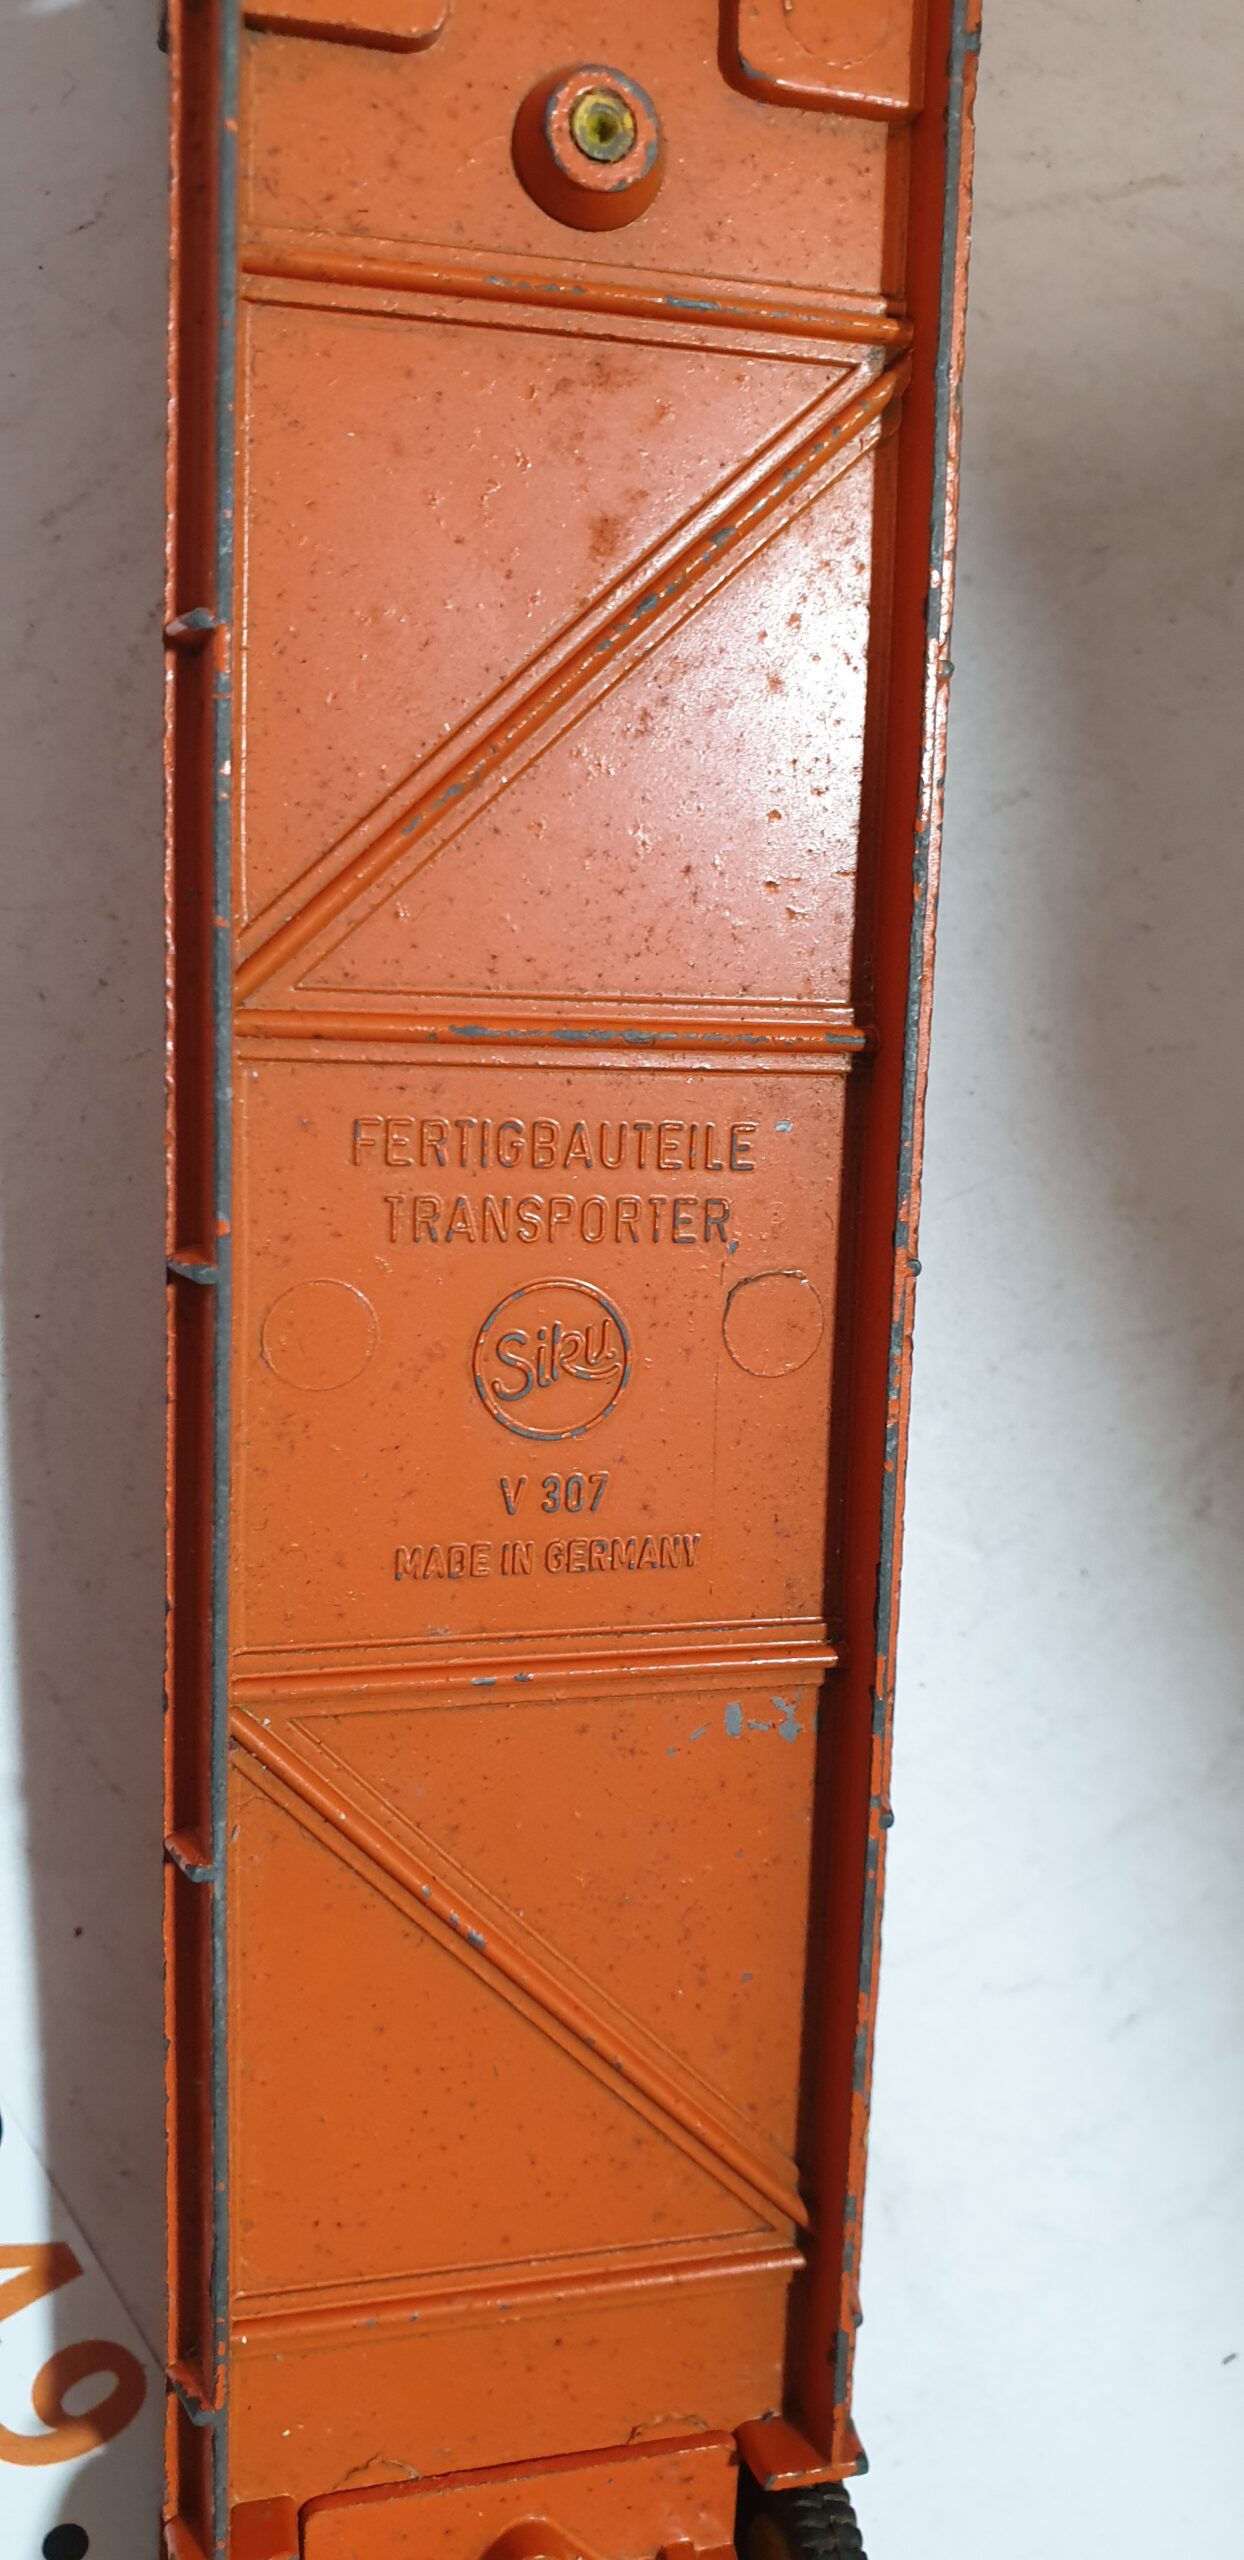 FERTIGBAUTEILE
TRANSPORTER
Siku
V 307
MADE IN GERMANY